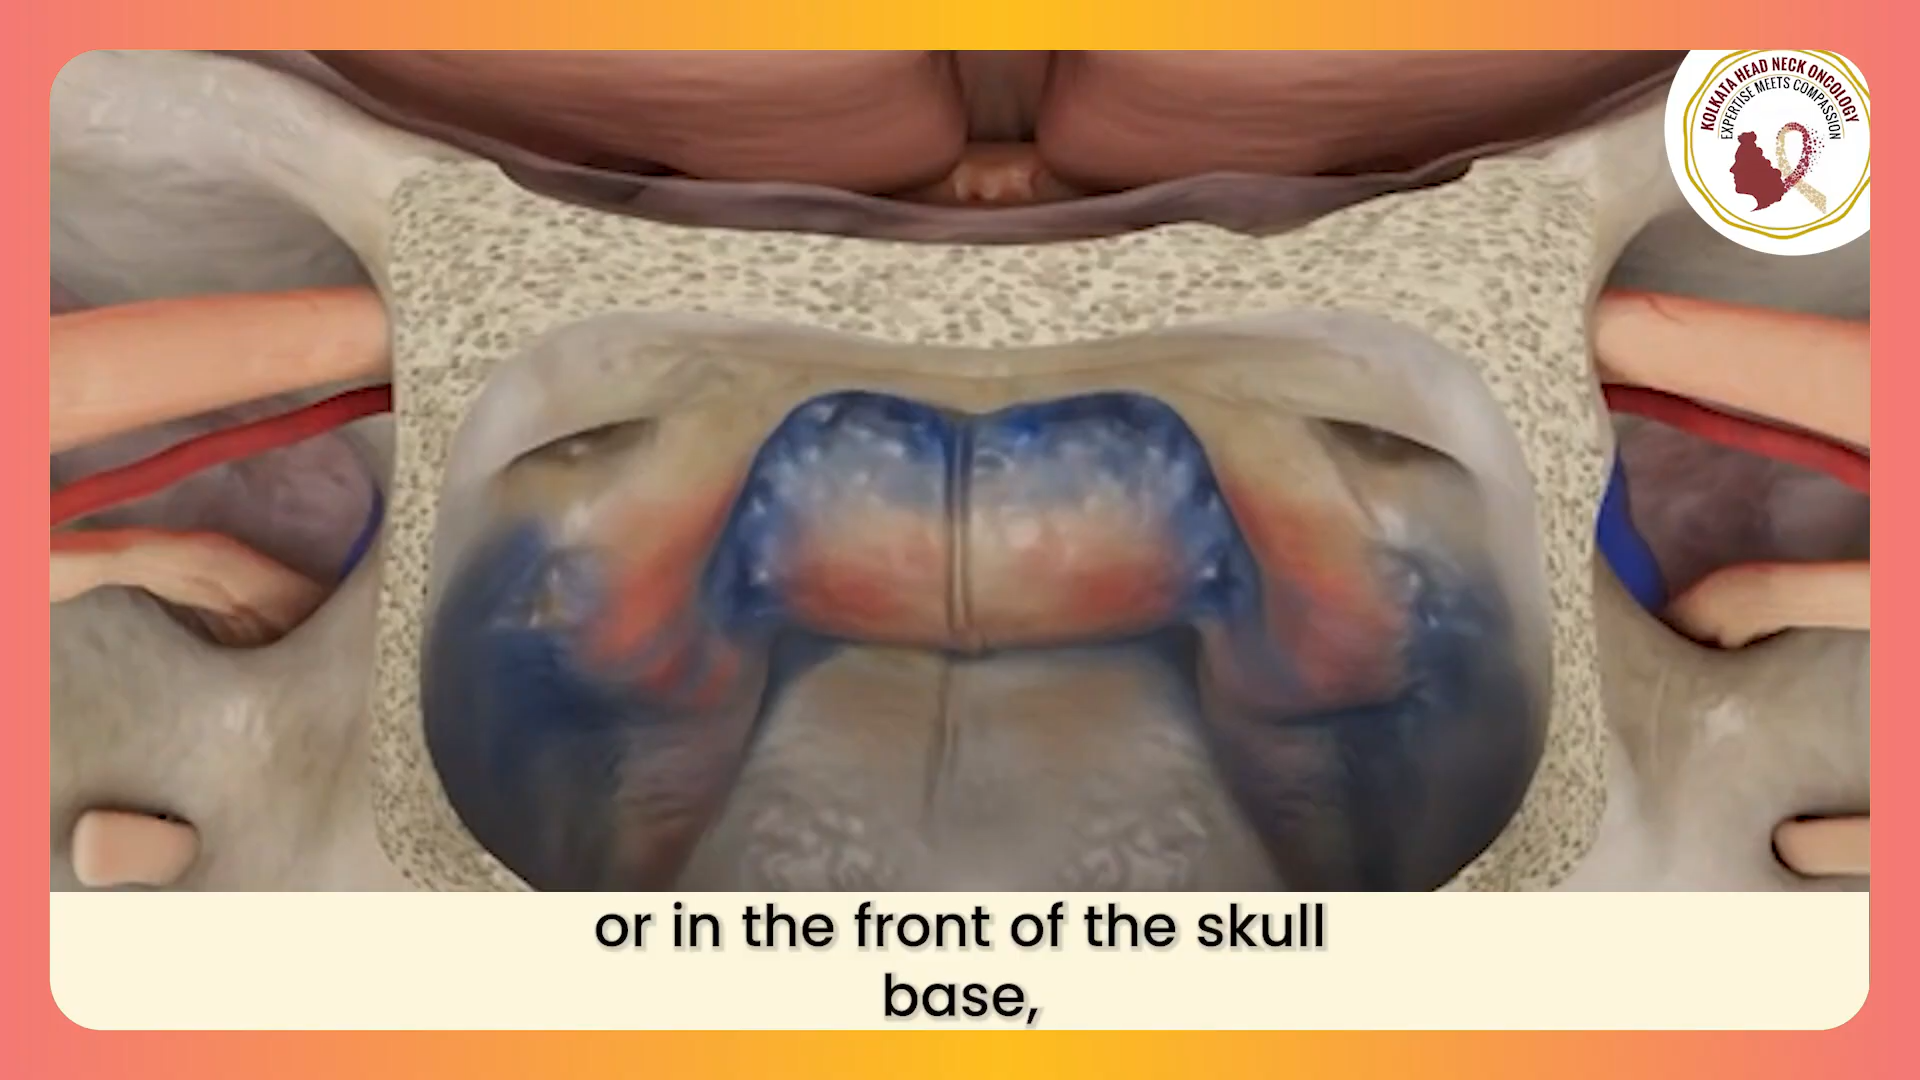 KOLKATA HEAD NECK ONCOLOGY
EXPERTISE MEETS COMPASSION
or in the front of the skull
base,